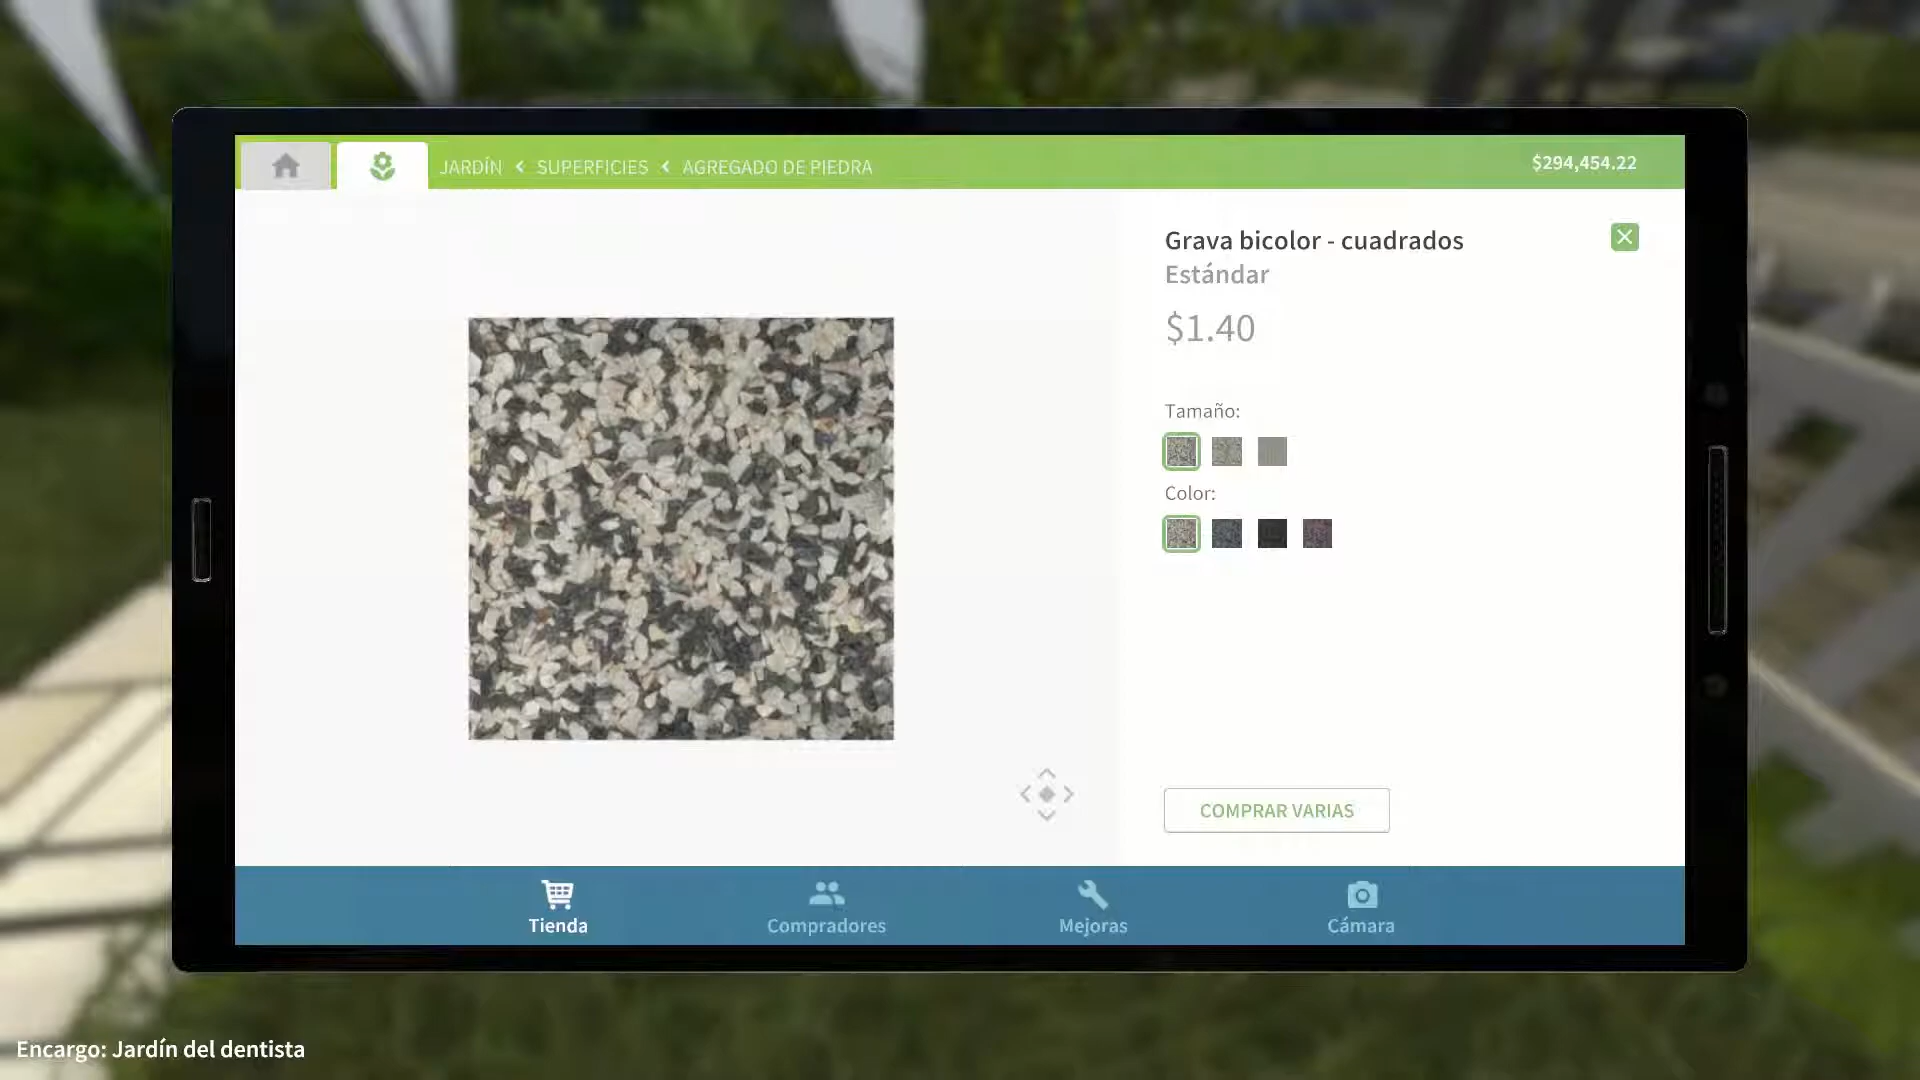 JARDÍN < SUPERFICIES < AGREGADO DE PIEDRA
$294,454.22
Grava bicolor - cuadrados
Estándar
$1.40
Tamaño:
Color:
COMPRAR VARIAS
Tienda
Compradores
Mejoras
Cámara
Encargo: Jardín del dentista